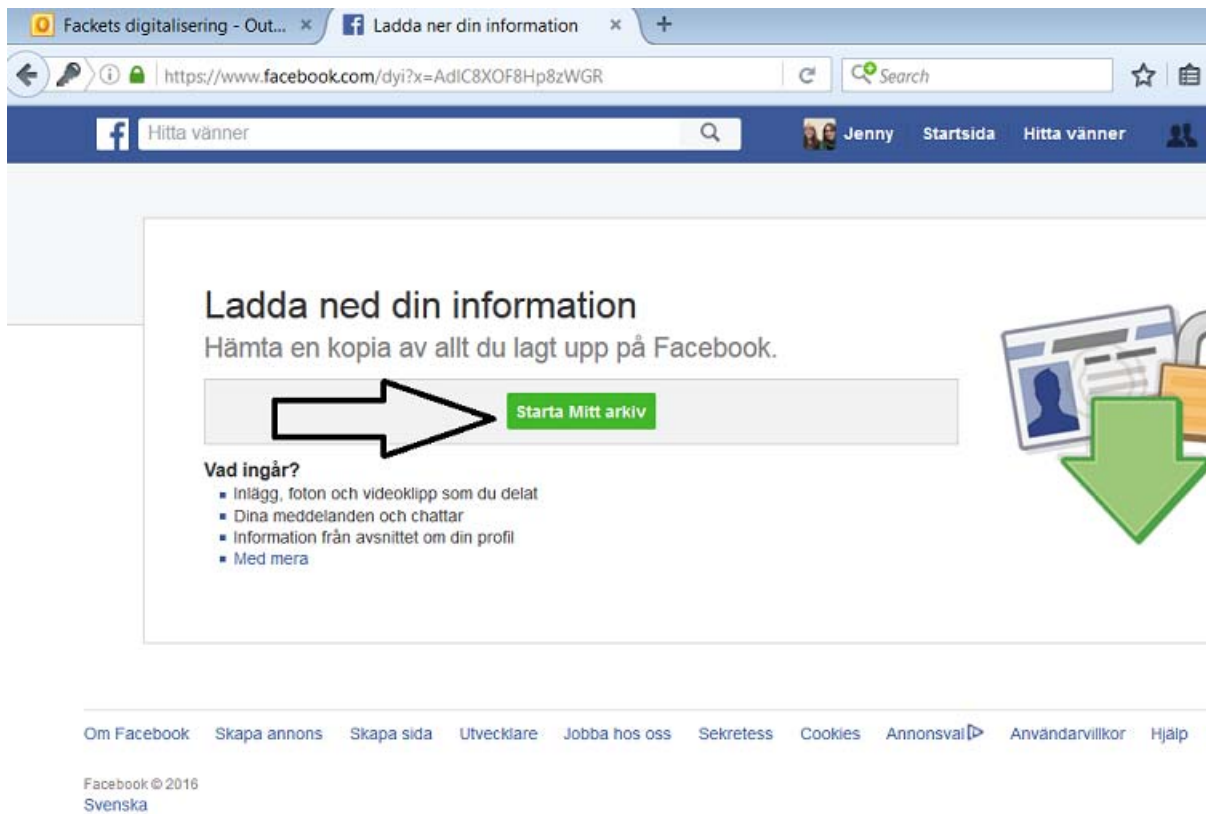 Fackets digitalisering - Out...
Ladda ner din information
https://www.facebook.com/dyi?x=AdIC8XOF8Hp8zWGR
Search
Hitta vänner
Jenny
Startsida
Hitta vänner
Ladda ned din information
Hämta en kopia av allt du lagt upp på Facebook.
Starta Mitt arkiv
Vad ingår?
Inlägg, foton och videoklipp som du delat
Dina meddelanden och chattar
Information från avsnittet om din profil
Med mera
Om Facebook Skapa annons Skapa sida Utvecklare Jobba hos oss Sekretess Cookies Annonsval Användarvillkor Hjälp
Facebook © 2016
Svenska